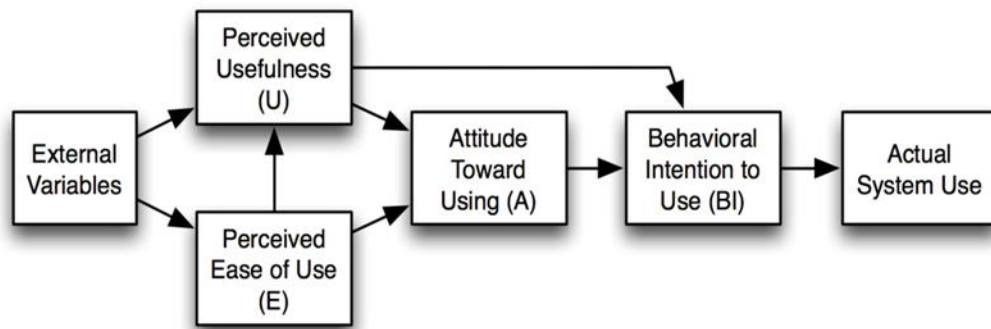 External
Variables
Perceived
Usefulness
(U)
Perceived
Ease of Use
(E)
Attitude
Toward
Using (A)
Behavioral
Intention to
Use (BI)
Actual
System Use